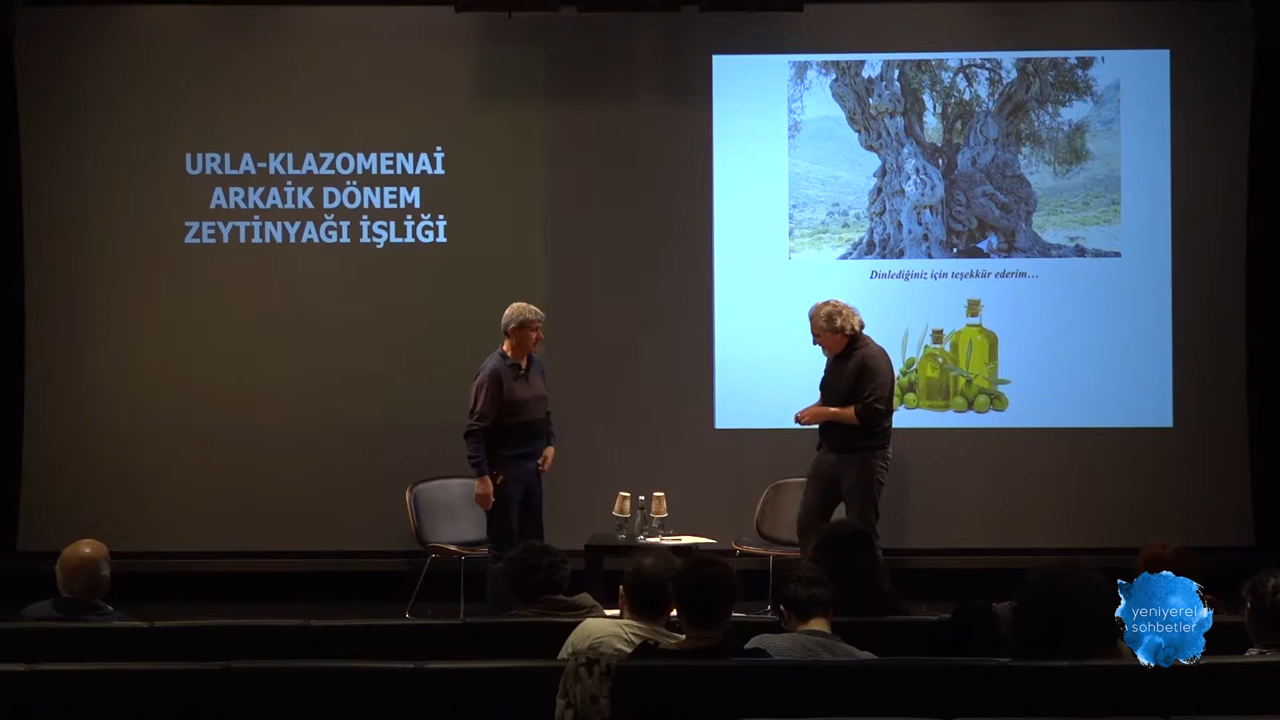 URLA-KLAZOMENAİ
ARKAİK DÖNEM
ZEYTİNYAĞI İŞLİĞİ
Dinlediğiniz için teşekkür ederim...
yeniyerel
sohbetler